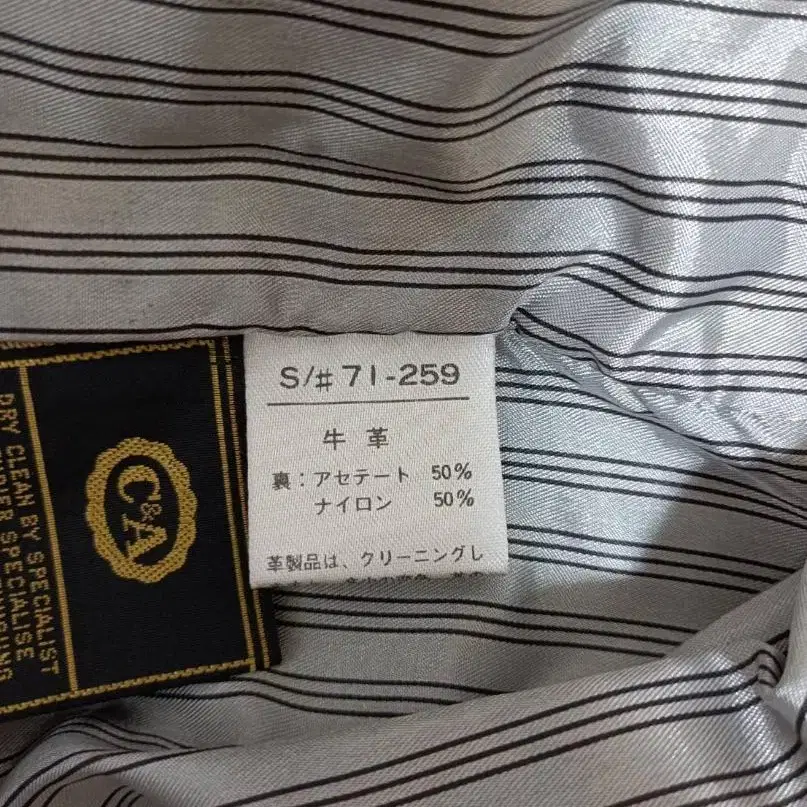 S/# 71-259
牛革
裏：アセテート 50%
ナイロン 50%
革製品は、クリーニングし
C&A
DRY CLEAN BY SPECIALIST
SPECIALISE